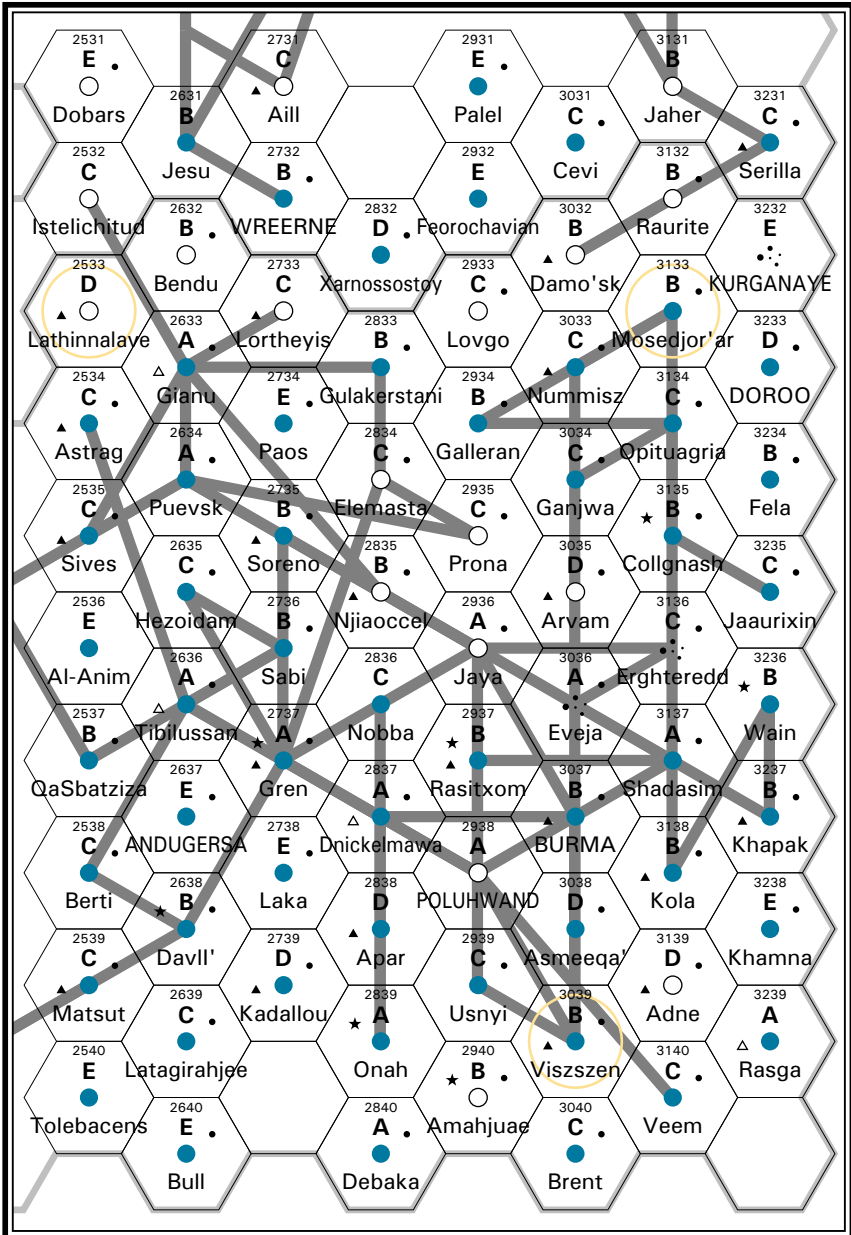 2531
E
Dobars
2731
C
Aill
2931
E
Palel
3131
B
Jaher
2631
B
Jesu
3031
C
Cevi
3231
C
Serilla
2532
C
Istelichitud
2732
B
WREERNE
2932
E
Feorochavian
3132
B
Raurite
2632
B
Bendu
2832
D
Xarnossostoy
3032
B
Damo'sk
3232
E
KURGANAYE
2533
D
Lathinnalave
2733
C
Lortheyis
2933
C
Lovgo
3133
B
Mosedjor'ar
2633
A
Gianu
2833
B
Gulakerstani
3033
C
Nummisz
3233
D
DOROO
2534
C
Astrag
2734
E
Paos
2934
B
Galleran
3134
C
Opituagria
2634
A
Puevsk
2834
C
Elemasta
3034
C
Ganjwa
3234
B
Fela
2535
C
Sives
2735
B
Soreno
2935
C
Prona
3135
B
Collgnash
2635
C
Hezoidam
2835
B
Njiaoccel
3035
D
Arvam
3235
C
Jaaurixin
2536
E
Al-Anim
2736
B
Sabi
2936
A
Jaya
3136
C
Erghteredd
2636
A
Tibilussan
2836
C
Nobba
3036
A
Eveja
3236
B
Wain
2537
B
QaSbatziza
2737
A
Gren
2937
B
Rasitxom
3137
A
Shadasim
2637
E
ANDUGERSA
2837
A
Dnickelmawa
3037
B
BURMA
3237
B
Khapak
2538
C
Berti
2738
E
Laka
2938
A
POLUHWAND
3138
B
Kola
2638
B
Davll'
2838
D
Apar
3038
D
Asmeeqa'
3238
E
Khamna
2539
C
Matsut
2739
D
Kadallou
2939
C
Usnyi
3139
D
Adne
2639
C
Latagirahjee
2839
A
Onah
3039
B
Viszszen
3239
A
Rasga
2540
E
Tolebacens
2940
B
Amahjuae
3140
C
Veem
2640
E
Bull
2840
A
Debaka
3040
C
Brent